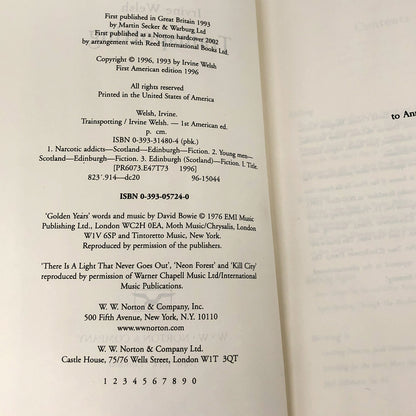 First published in Great Britain 1993
by Martin Secker & Warburg Ltd
First published as a Norton hardcover 2002
by arrangement with Reed International Books Ltd.
Copyright © 1996, 1993 by Irvine Welsh
First American edition 1996
All rights reserved
Printed in the United States of America
Welsh, Irvine.
Trainspotting / Irvine Welsh — 1st American ed.
p. cm.
ISBN 0-393-31480-4 (pbk.)
1. Narcotic addicts—Scotland—Edinburgh—Fiction. 2. Young men—
Scotland—Edinburgh—Fiction. 3. Edinburgh (Scotland)—Fiction. I. Title.
[PR6073.E47T73 1996]
823'.914—dc20 96-15044
ISBN 0-393-05724-0
'Golden Years' words and music by David Bowie © 1976 EMI Music
Publishing Ltd., London WC2H 0EA, Moth Music/Chrysalis, London
W1V 6SP and Tintoretto Music, New York.
Reproduced by permission of the publishers.
'There Is A Light That Never Goes Out', 'Neon Forest' and 'Kill City'
reproduced by permission of Warner Chapell Music Ltd/International
Music Publications.
W. W. Norton & Company, Inc.
500 Fifth Avenue, New York, N.Y. 10110
www.wwnorton.com
W. W. Norton & Company Ltd.
Castle House, 75/76 Wells Street, London W1T 3QT
1 2 3 4 5 6 7 8 9 0
to